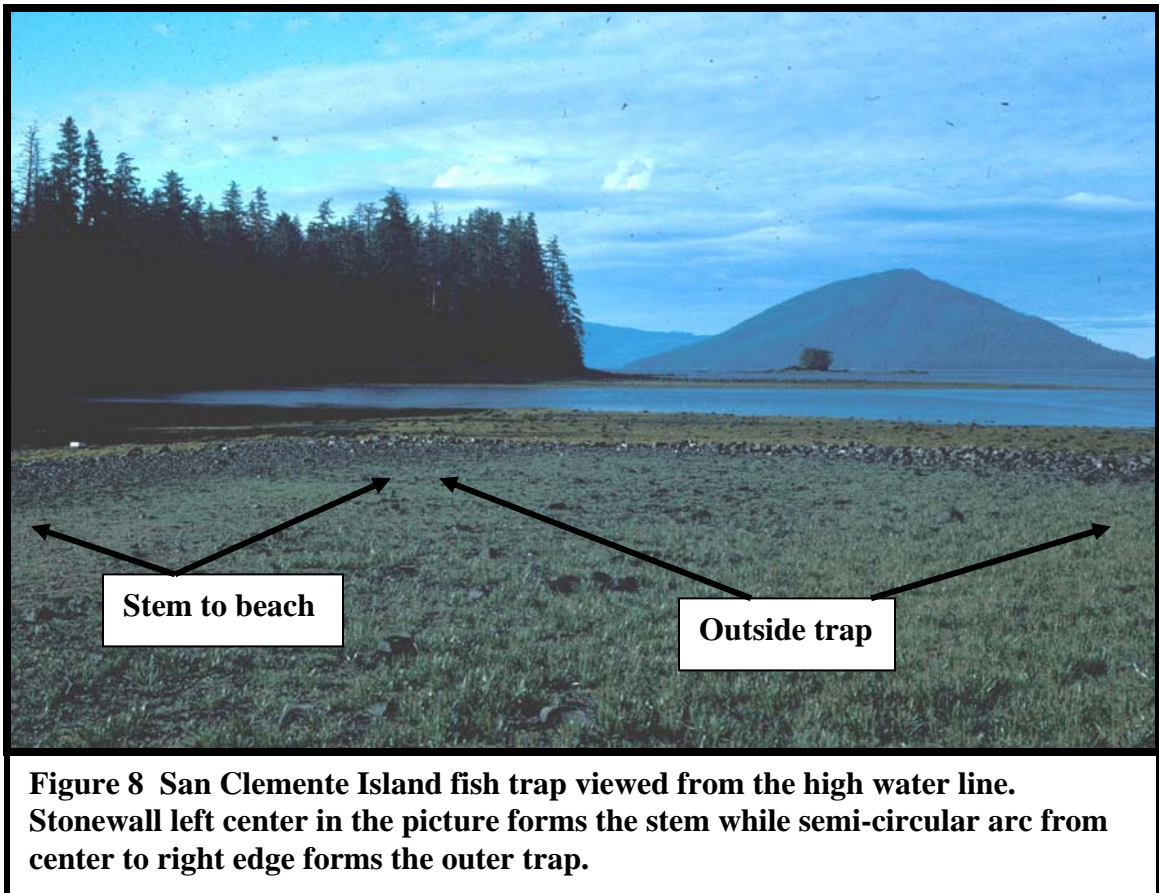 Stem to beach
Outside trap
Figure 8 San Clemente Island fish trap viewed from the high water line.
Stonewall left center in the picture forms the stem while semi-circular arc from
center to right edge forms the outer trap.